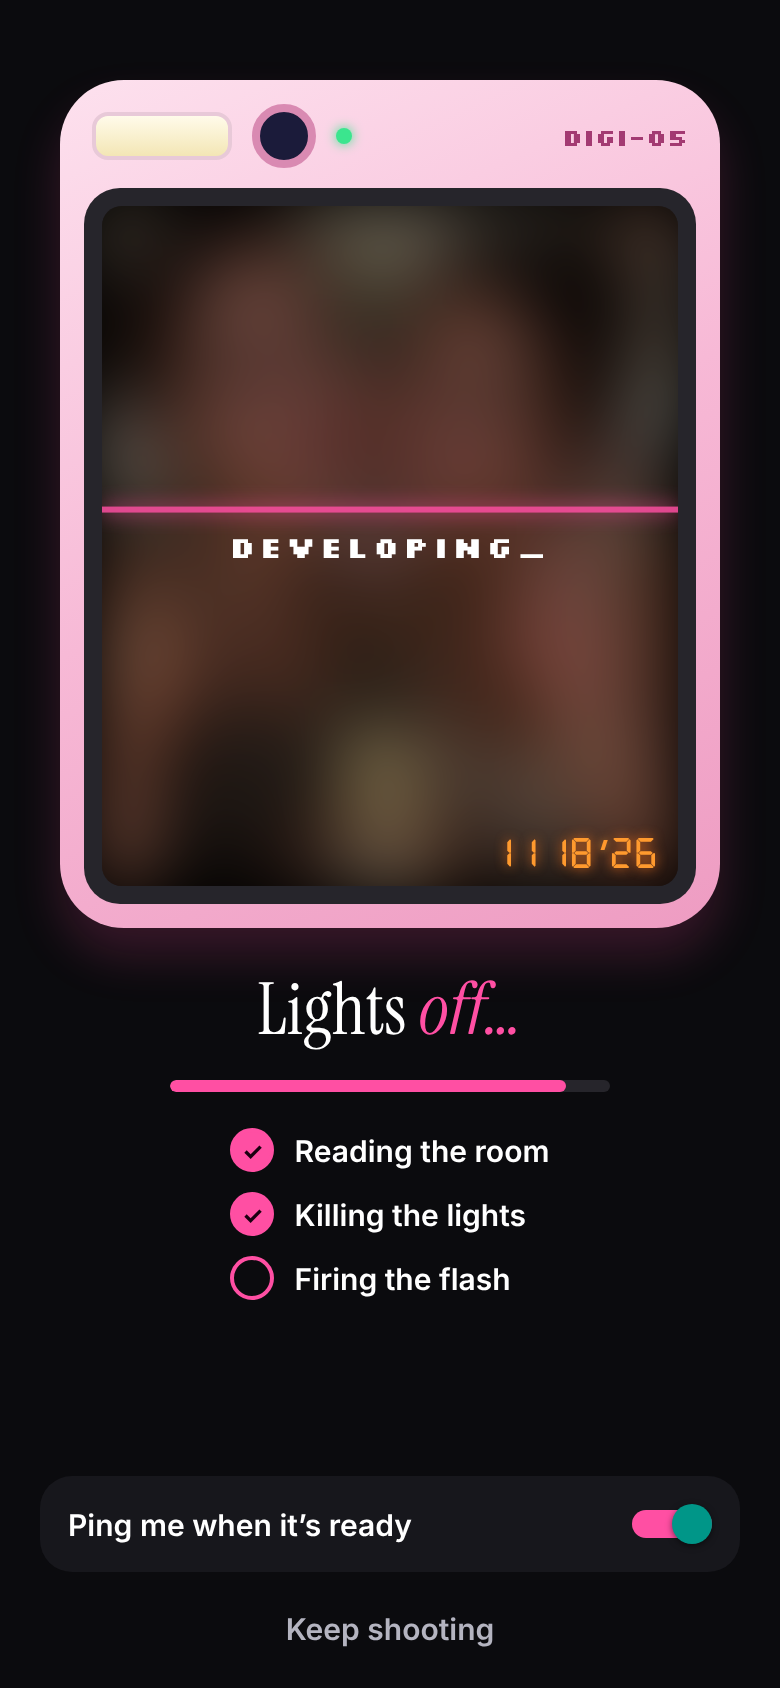 DIGI-05
DEVELOPING_
11 18'26
Lights off...
Reading the room
Killing the lights
Firing the flash
Ping me when it’s ready
Keep shooting